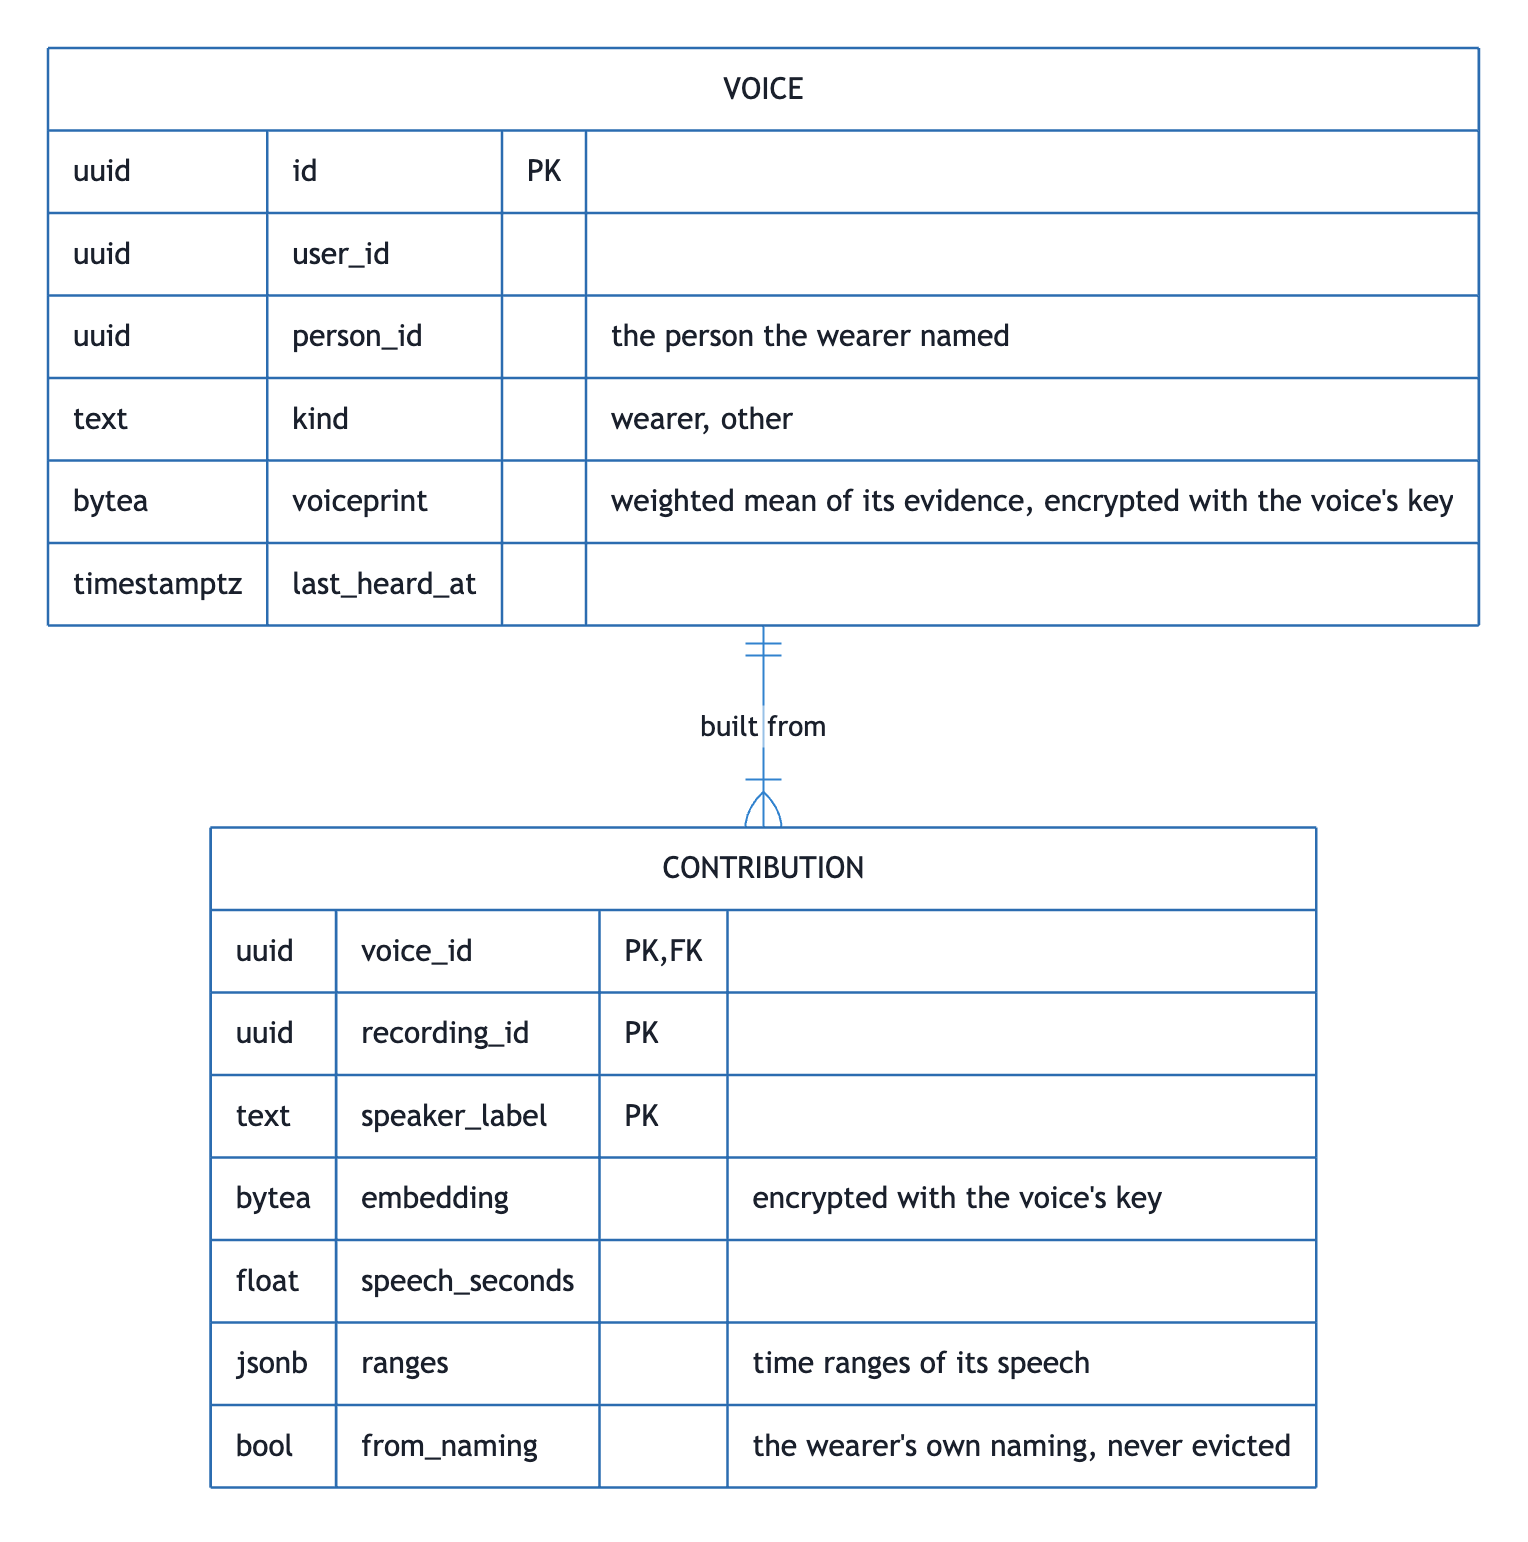 VOICE
uuid id PK
uuid user_id
uuid person_id the person the wearer named
text kind wearer, other
bytea voiceprint weighted mean of its evidence, encrypted with the voice's key
timestamptz last_heard_at
built from
CONTRIBUTION
uuid voice_id PK,FK
uuid recording_id PK
text speaker_label PK
bytea embedding encrypted with the voice's key
float speech_seconds
jsonb ranges time ranges of its speech
bool from_naming the wearer's own naming, never evicted